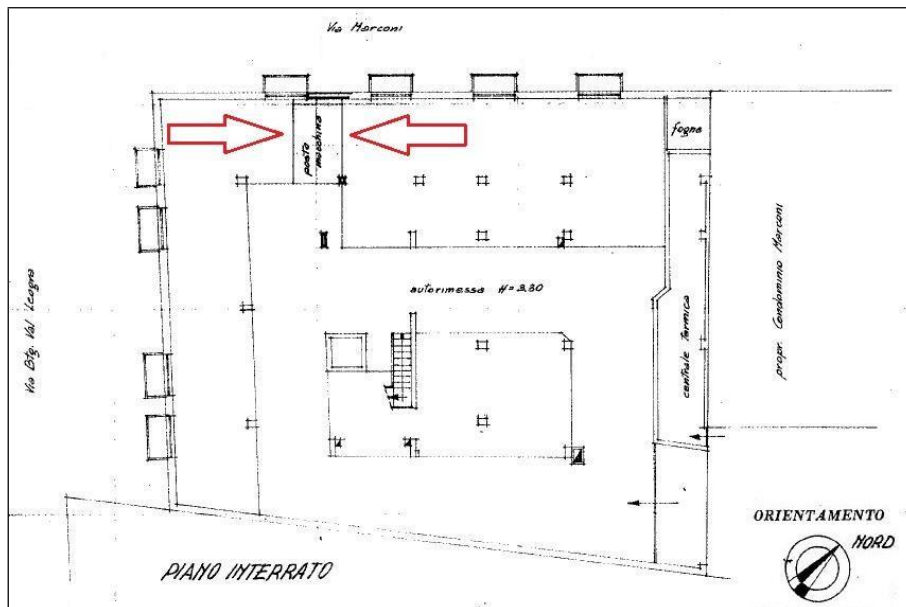 Via Marconi
posto
macchina
fogna
autorimessa H=3.30
Via Btg. Val Leogra
centrale termica
propr. Condominio Marconi
ORIENTAMENTO
NORD
PIANO INTERRATO